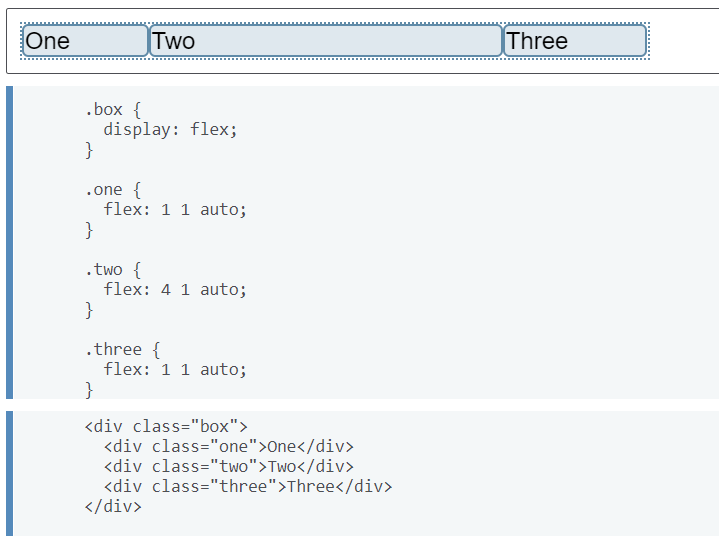 One Two Three
.box {
  display: flex;
}

.one {
  flex: 1 1 auto;
}

.two {
  flex: 4 1 auto;
}

.three {
  flex: 1 1 auto;
}
<div class="box">
  <div class="one">One</div>
  <div class="two">Two</div>
  <div class="three">Three</div>
</div>